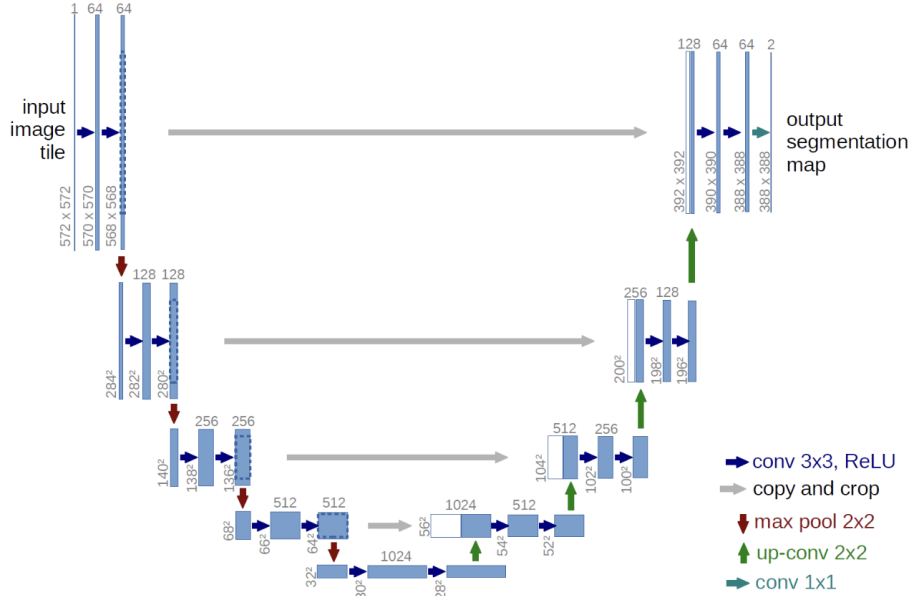 1 64 64
128 64 64 2
input
image
tile
output
segmentation
map
572 x 572
570 x 570
568 x 568
392 x 392
390 x 390
388 x 388
388 x 388
128 128
256 128
284²
282²
280²
200²
198²
196²
256 256
512 256
140²
138²
136²
104²
102²
100²
conv 3x3, ReLU
copy and crop
max pool 2x2
up-conv 2x2
conv 1x1
512 512
1024 512
68²
66²
64²
56²
54²
52²
1024
32²
30²
28²